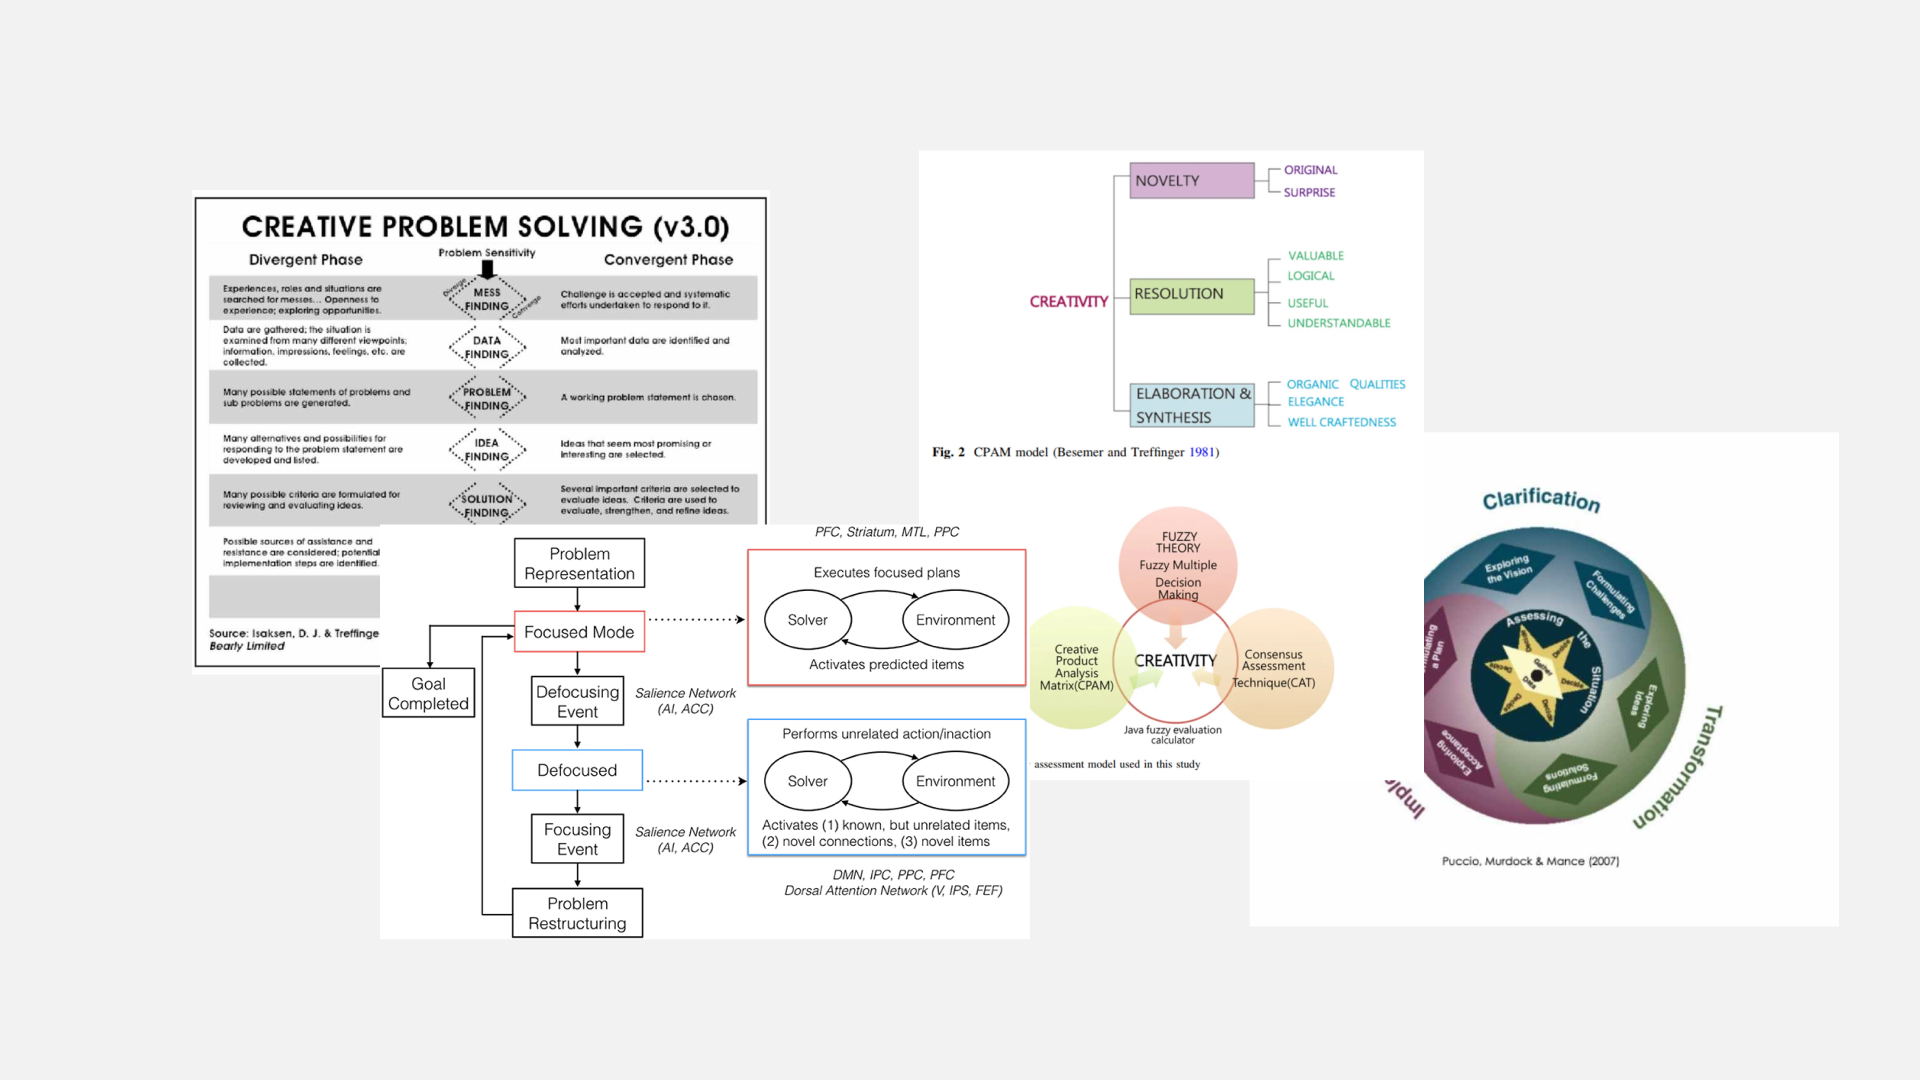 CREATIVE PROBLEM SOLVING (v3.0)
Divergent Phase
Problem Sensitivity
Convergent Phase
Experiences, roles and situations are
searched for messes... Openness to
experience; exploring opportunities.
Diverge
MESS
FINDING
Converge
Challenge is accepted and systematic
efforts undertaken to respond to it.
Data are gathered; the situation is
examined from many different viewpoints;
information, impressions, feelings, etc. are
collected.
DATA
FINDING
Most important data are identified and
analyzed.
Many possible statements of problems and
sub problems are generated.
PROBLEM
FINDING
A working problem statement is chosen.
Many alternatives and possibilities for
responding to the problem statement are
developed and listed.
IDEA
FINDING
Ideas that seem most promising or
interesting are selected.
Many possible criteria are formulated for
reviewing and evaluating ideas.
SOLUTION
FINDING
Several important criteria are selected to
evaluate ideas. Criteria are used to
evaluate, strengthen, and refine ideas.
Possible sources of assistance and
resistance are considered; potential
implementation steps are identified.
Source: Isaksen, D. J. & Treffinge
Bearly Limited
Problem
Representation
Focused Mode
Goal
Completed
Defocusing
Event
Salience Network
(AI, ACC)
Defocused
Focusing
Event
Salience Network
(AI, ACC)
Problem
Restructuring
PFC, Striatum, MTL, PPC
Executes focused plans
Solver
Environment
Activates predicted items
Performs unrelated action/inaction
Solver
Environment
Activates (1) known, but unrelated items,
(2) novel connections, (3) novel items
DMN, IPC, PPC, PFC
Dorsal Attention Network (V, IPS, FEF)
CREATIVITY
NOVELTY
ORIGINAL
SURPRISE
RESOLUTION
VALUABLE
LOGICAL
USEFUL
UNDERSTANDABLE
ELABORATION &
SYNTHESIS
ORGANIC QUALITIES
ELEGANCE
WELL CRAFTEDNESS
Fig. 2 CPAM model (Besemer and Treffinger 1981)
FUZZY
THEORY
Fuzzy Multiple
Decision
Making
Creative
Product
Analysis
Matrix(CPAM)
CREATIVITY
Consensus
Assessment
Technique(CAT)
Java fuzzy evaluation
calculator
assessment model used in this study
Clarification
Exploring
the Vision
Formulating
Challenges
Assessing the Situation
Gather
Data
Decide
Decide
Decide
Decide
Exploring
Ideas
Formulating
Solutions
Exploring
Acceptance
ulating
a Plan
Transformation
Imple
Puccio, Murdock & Mance (2007)